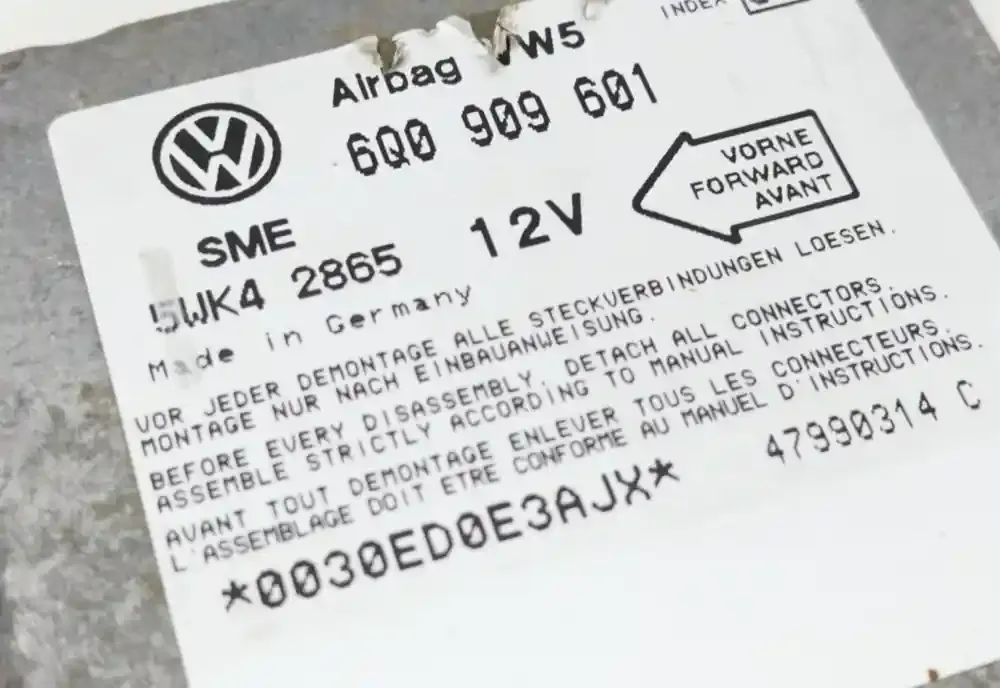 INDEX
Airbag VW5
6Q0 909 601
VORNE
FORWARD
AVANT
SME
5WK4 2865
12V
Made in Germany
VOR JEDER DEMONTAGE ALLE STECKVERBINDUNGEN LOESEN.
MONTAGE NUR NACH EINBAUANWEISUNG.
BEFORE EVERY DISASSEMBLY, DETACH ALL CONNECTORS.
ASSEMBLE STRICTLY ACCORDING TO MANUAL INSTRUCTIONS.
AVANT TOUT DEMONTAGE ENLEVER TOUS LES CONNECTEURS.
L'ASSEMBLAGE DOIT ETRE CONFORME AU MANUEL D'INSTRUCTIONS.
47990314 C
*0030ED0E3AJX*